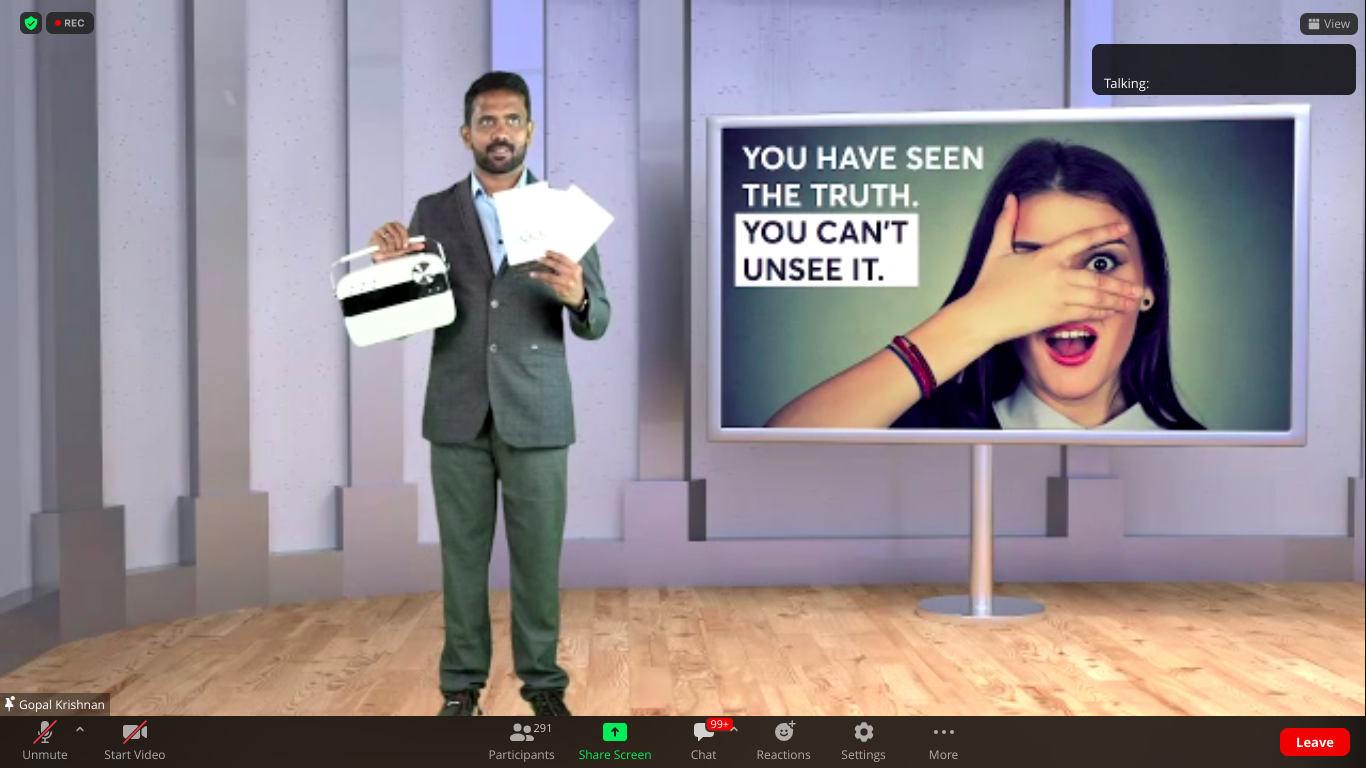 REC
View
Talking:
YOU HAVE SEEN
THE TRUTH.
YOU CAN'T
UNSEE IT.
Gopal Krishnan
Unmute
Start Video
291
Participants
Share Screen
99+
Chat
Reactions
Settings
More
Leave